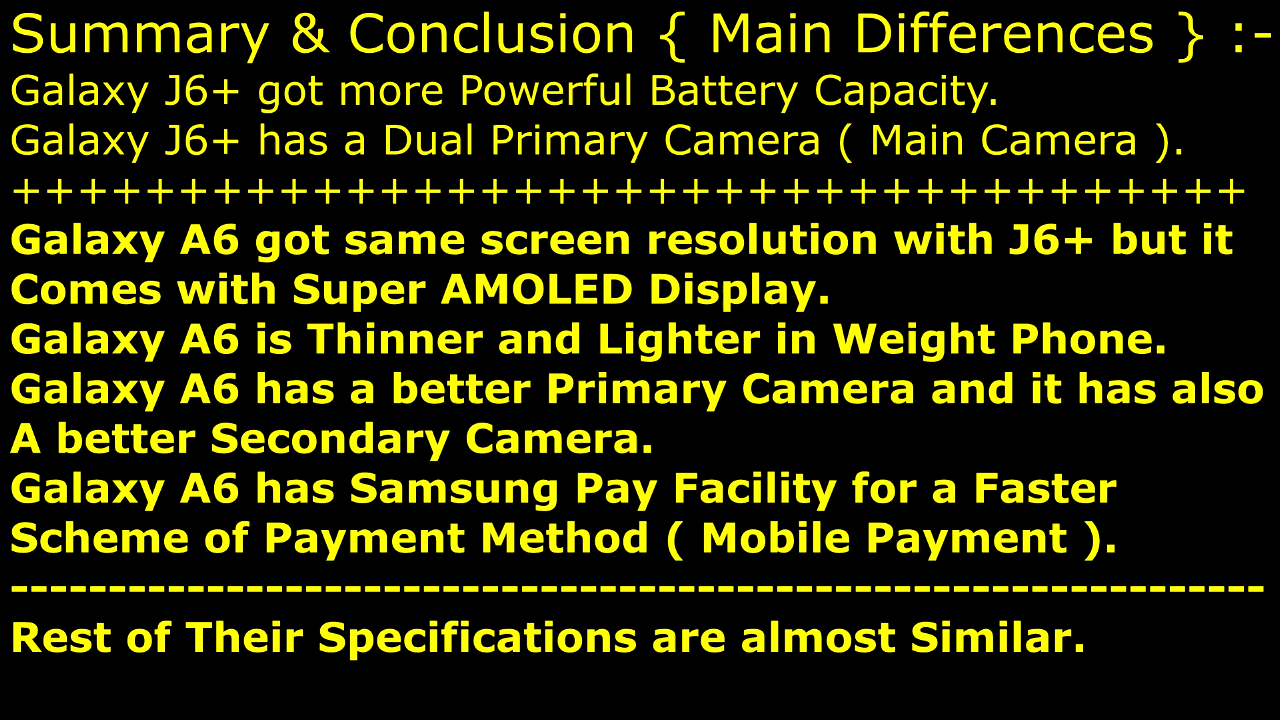 Summary & Conclusion { Main Differences } :-
Galaxy J6+ got more Powerful Battery Capacity.
Galaxy J6+ has a Dual Primary Camera ( Main Camera ).
+++++++++++++++++++++++++++++++++++++
Galaxy A6 got same screen resolution with J6+ but it
Comes with Super AMOLED Display.
Galaxy A6 is Thinner and Lighter in Weight Phone.
Galaxy A6 has a better Primary Camera and it has also
A better Secondary Camera.
Galaxy A6 has Samsung Pay Facility for a Faster
Scheme of Payment Method ( Mobile Payment ).
----------------------------------------------------------------
Rest of Their Specifications are almost Similar.